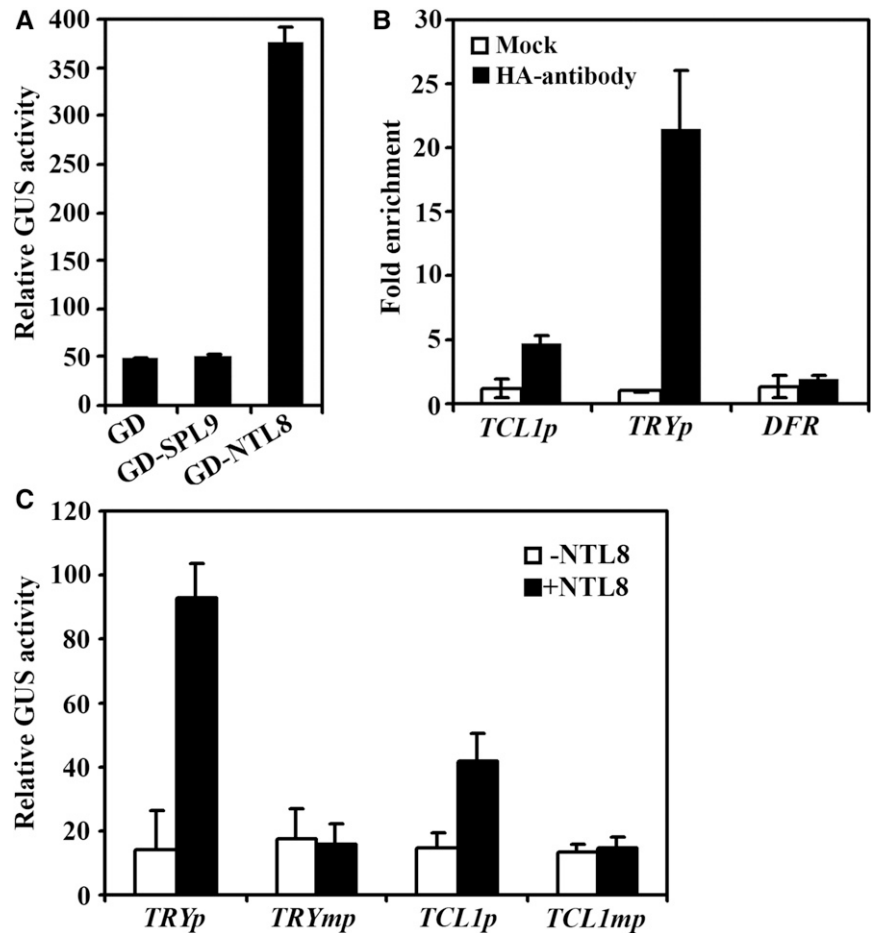 A
Relative GUS activity
400
350
300
250
200
150
100
50
0
GD
GD-SPL9
GD-NTL8
B
Fold enrichment
30
25
20
15
10
5
0
Mock
HA-antibody
TCL1p
TRYp
DFR
C
Relative GUS activity
120
100
80
60
40
20
0
-NTL8
+NTL8
TRYp
TRYmp
TCL1p
TCL1mp